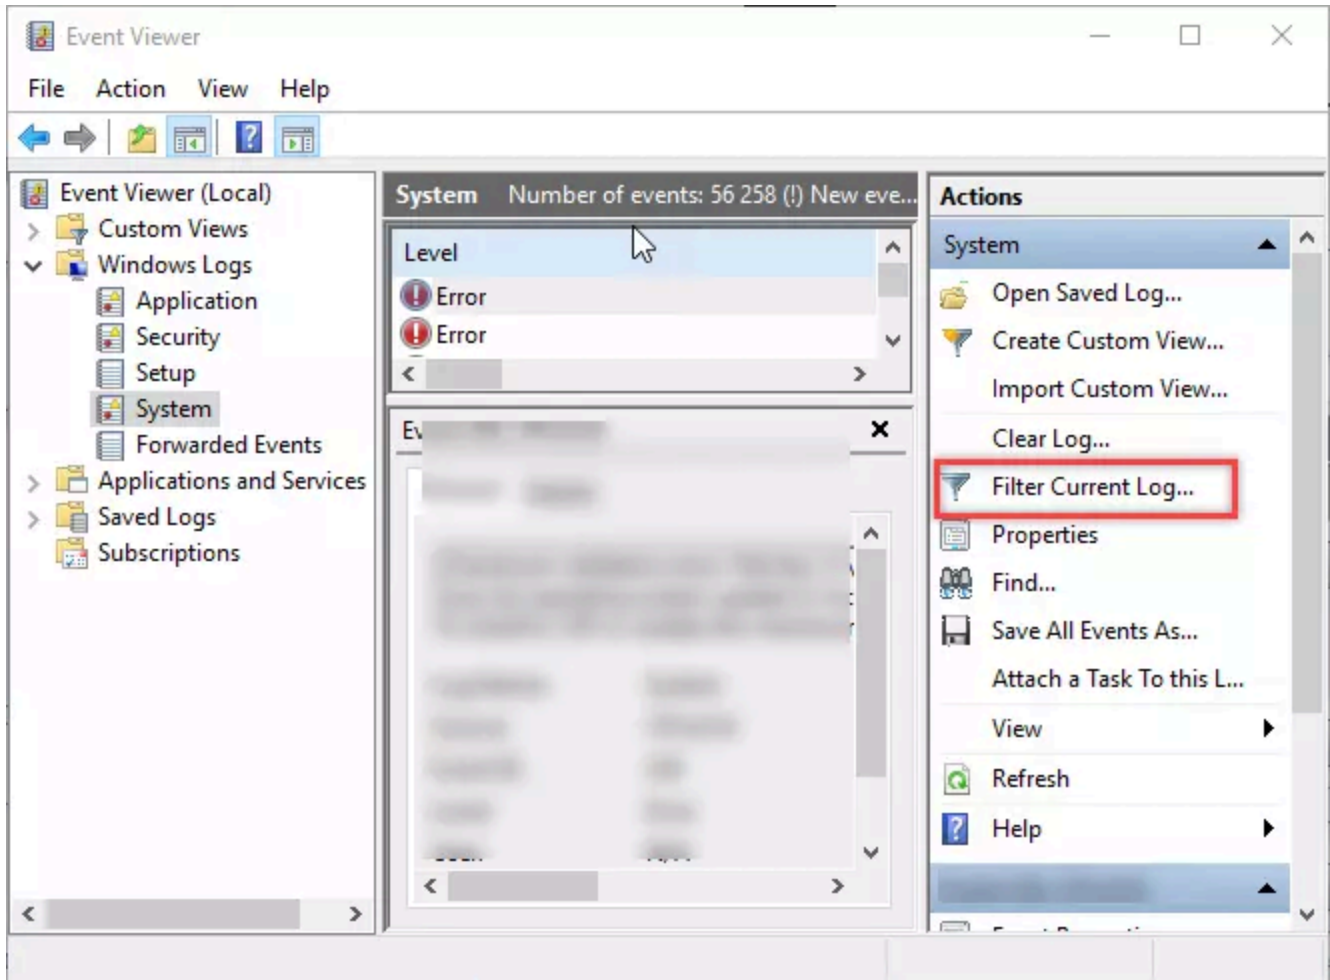 Event Viewer
File Action View Help
Event Viewer (Local)
Custom Views
Windows Logs
Application
Security
Setup
System
Forwarded Events
Applications and Services
Saved Logs
Subscriptions
System Number of events: 56 258 (!) New eve...
Level
Error
Error
Actions
System
Open Saved Log...
Create Custom View...
Import Custom View...
Clear Log...
Filter Current Log...
Properties
Find...
Save All Events As...
Attach a Task To this L...
View
Refresh
Help